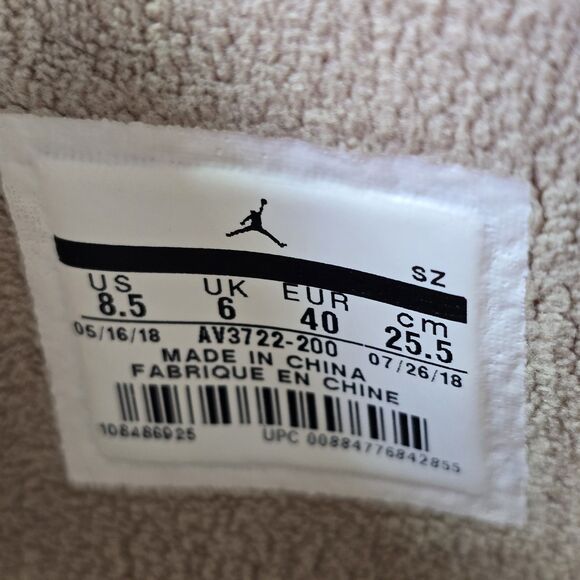 SZ
US UK EUR cm
8.5 6 40 25.5
05/16/18 AV3722-200 07/26/18
MADE IN CHINA
FABRIQUE EN CHINE
108486925 UPC 00884776842855